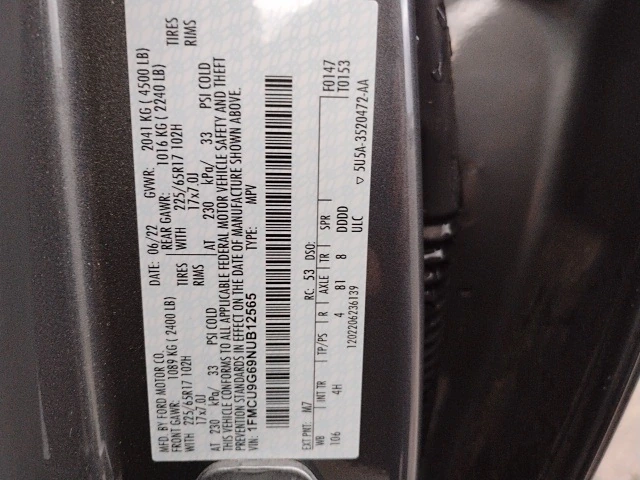 MFD. BY FORD MOTOR CO.
DATE: 06/22 GVWR: 2041 KG ( 4500 LB)
FRONT GAWR: 1089 KG ( 2400 LB) REAR GAWR: 1016 KG ( 2240 LB)
WITH 225/65R17 102H TIRES WITH 225/65R17 102H TIRES
17x7.0J RIMS 17x7.0J RIMS
AT 230 kPa/ 33 PSI COLD AT 230 kPa/ 33 PSI COLD
THIS VEHICLE CONFORMS TO ALL APPLICABLE FEDERAL MOTOR VEHICLE SAFETY AND THEFT
PREVENTION STANDARDS IN EFFECT ON THE DATE OF MANUFACTURE SHOWN ABOVE.
VIN: 1FMCU9G69NUB12565 TYPE: MPV
F0147
T0153
EXT PNT: M7 RC: 53 DSO:
WB INT TR TP/PS R AXLE TR SPR
106 4H 4 81 8 DDDD
ULC
1202206236139 ▽ 5U5A-3520472-AA